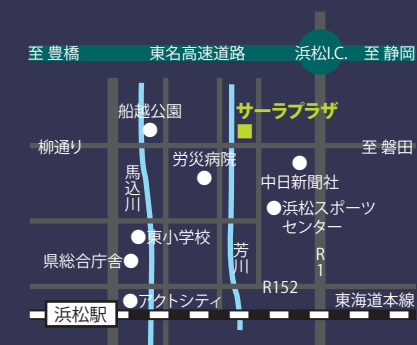 至 豊橋
東名高速道路
浜松I.C.
至 静岡
船越公園
サーラプラザ
柳通り
至 磐田
労災病院
馬込川
中日新聞社
浜松スポーツ
センター
東小学校
芳川
R1
県総合庁舎
R152
アクトシティ
東海道本線
浜松駅